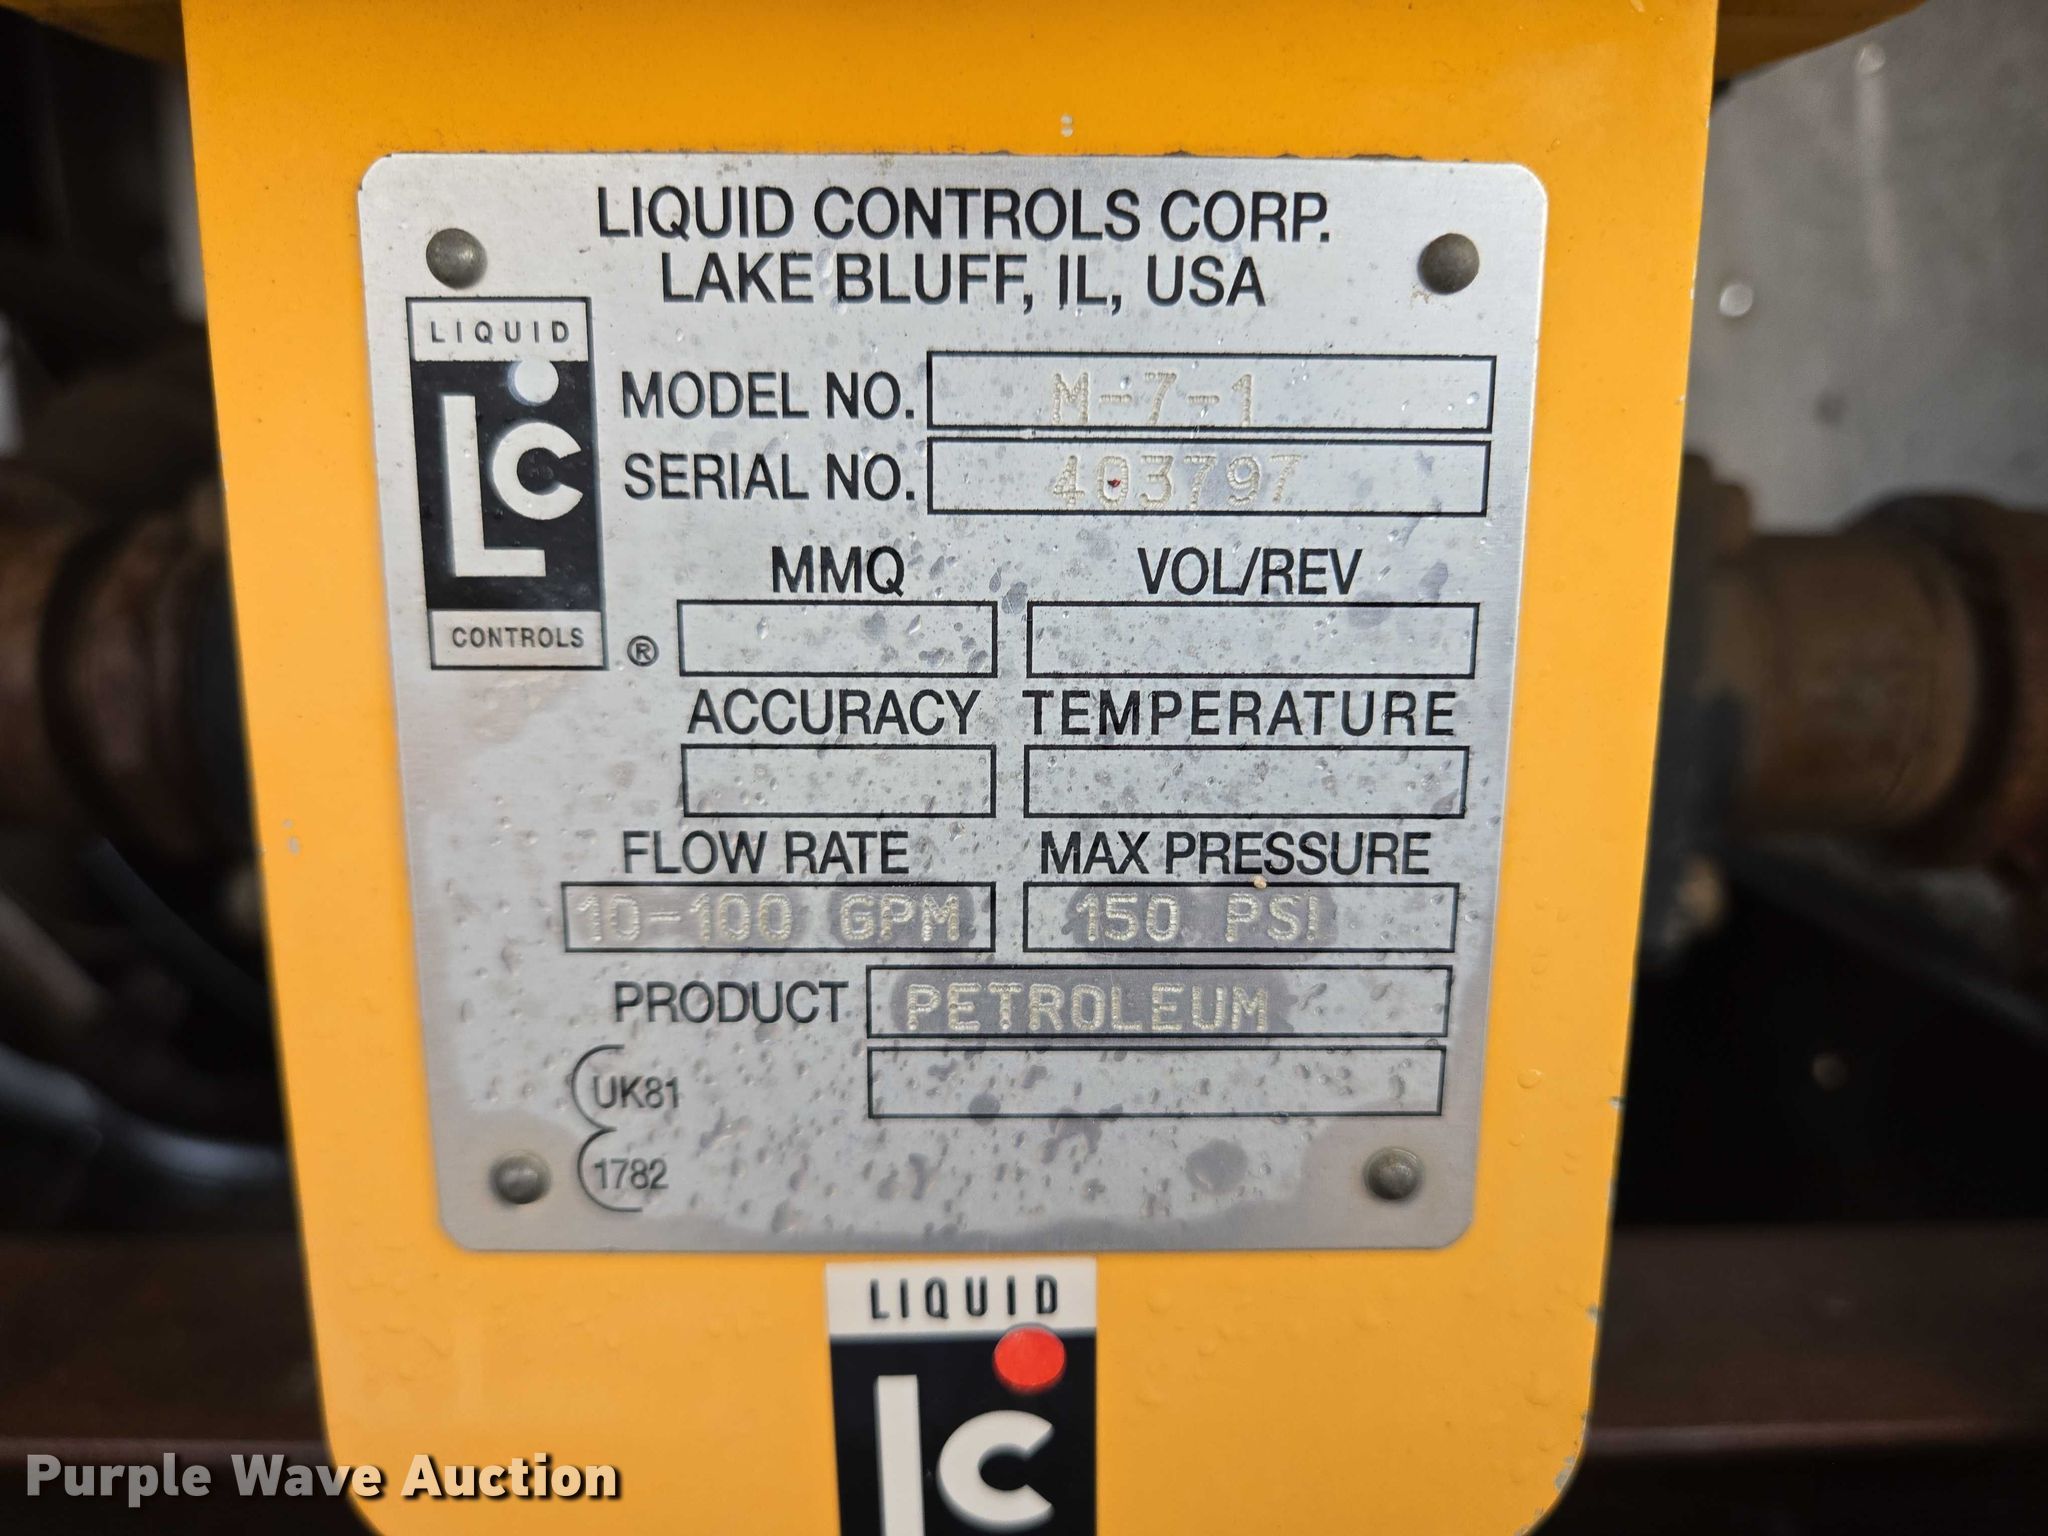 LIQUID CONTROLS CORP.
LAKE BLUFF, IL, USA
LIQUID
LC
CONTROLS
®
MODEL NO. M-7-1
SERIAL NO. 403797
MMQ VOL/REV
ACCURACY TEMPERATURE
FLOW RATE MAX PRESSURE
10-100 GPM 150 PSI
PRODUCT PETROLEUM
UK81
1782
LIQUID
LC
Purple Wave Auction